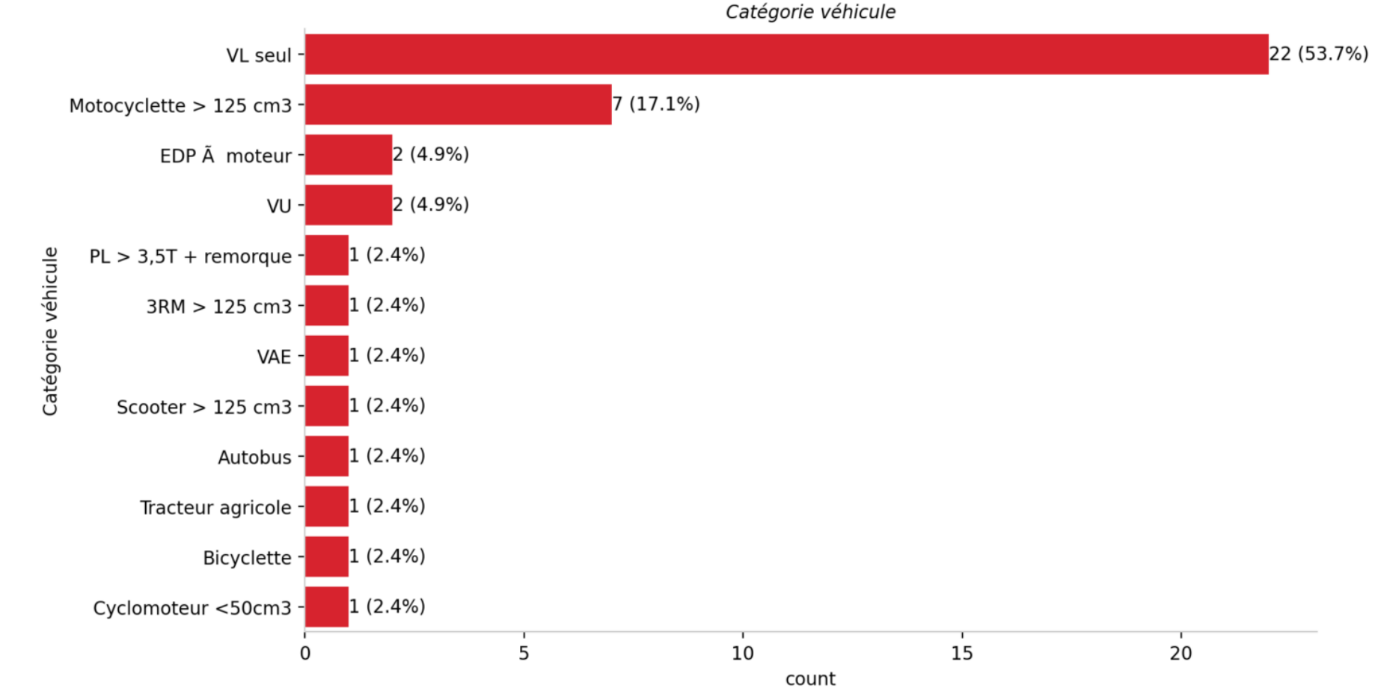 Catégorie véhicule
VL seul 22 (53.7%)
Motocyclette > 125 cm3 7 (17.1%)
EDP Ã  moteur 2 (4.9%)
VU 2 (4.9%)
PL > 3,5T + remorque 1 (2.4%)
3RM > 125 cm3 1 (2.4%)
VAE 1 (2.4%)
Scooter > 125 cm3 1 (2.4%)
Autobus 1 (2.4%)
Tracteur agricole 1 (2.4%)
Bicyclette 1 (2.4%)
Cyclomoteur <50cm3 1 (2.4%)
Catégorie véhicule
0 5 10 15 20
count